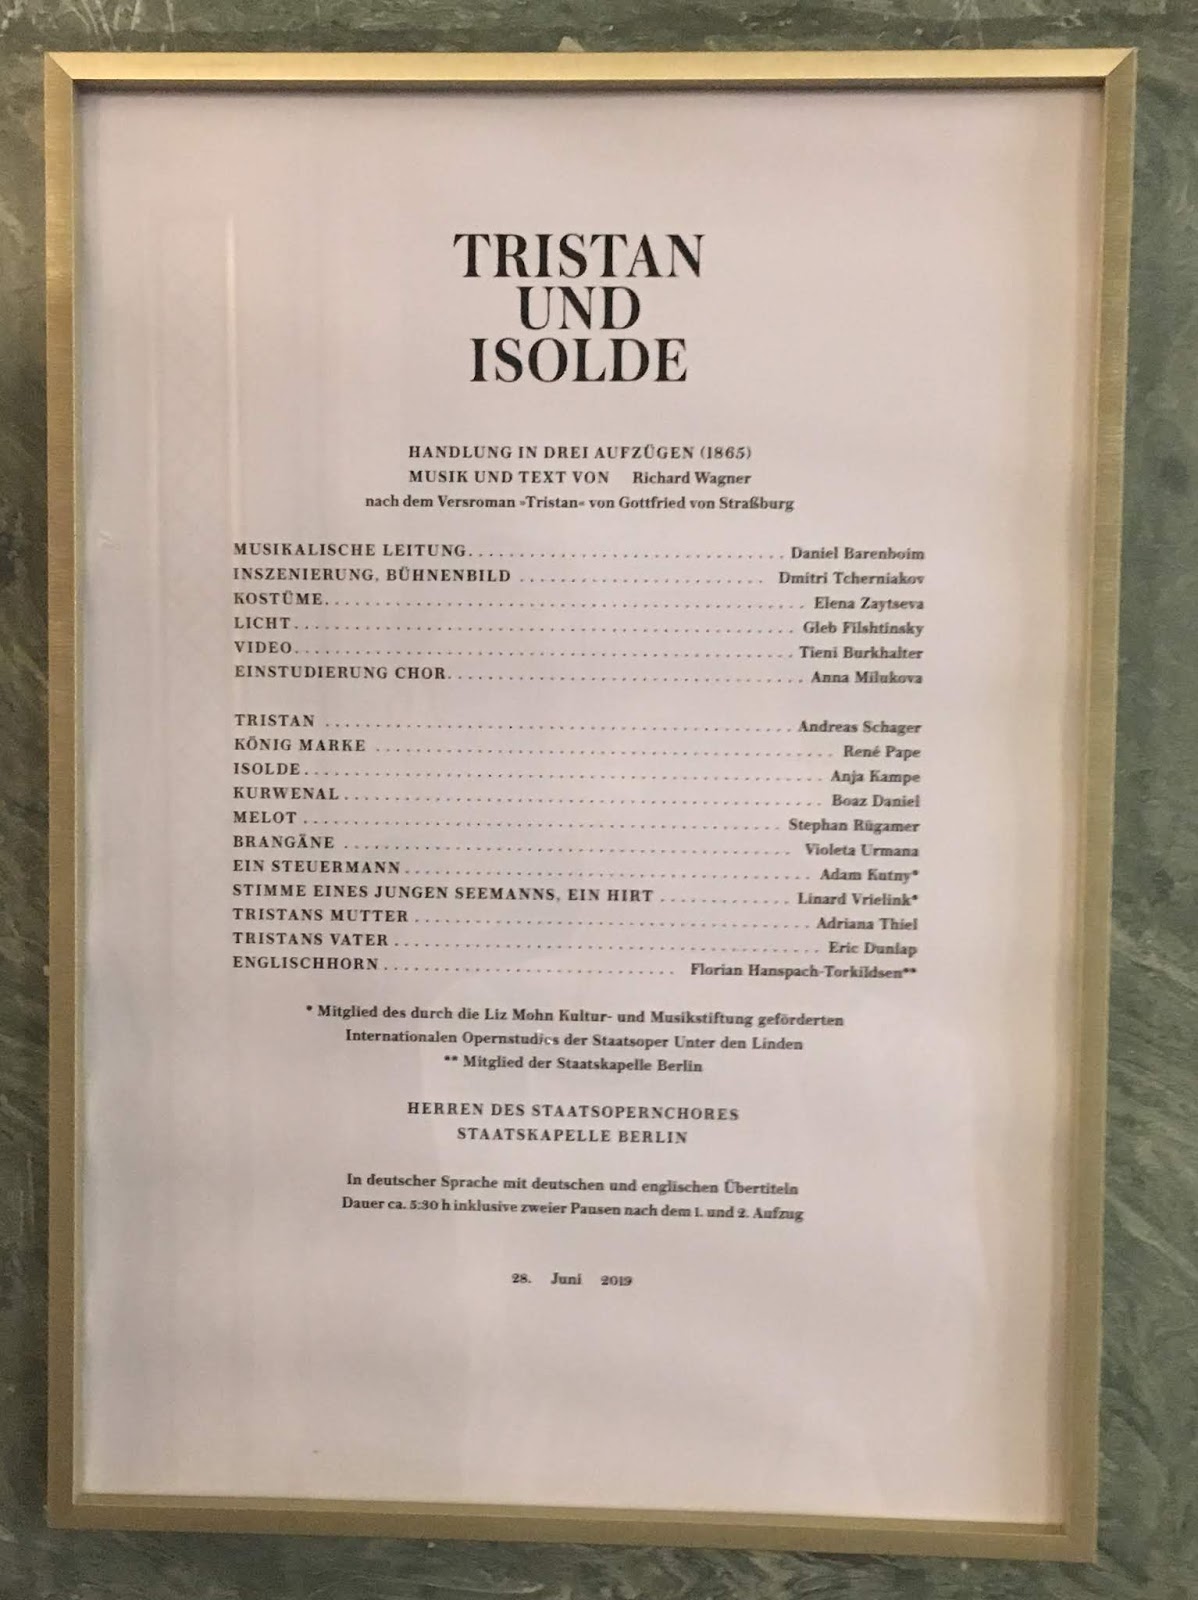 TRISTAN
UND
ISOLDE
HANDLUNG IN DREI AUFZÜGEN (1865)
MUSIK UND TEXT VON Richard Wagner
nach dem Versroman »Tristan« von Gottfried von Straßburg
MUSIKALISCHE LEITUNG. . . . . . . . . . . . . . . . . . . . . . . . . . . . . . . Daniel Barenboim
INSZENIERUNG, BÜHNENBILD . . . . . . . . . . . . . . . . . . . . . . . . Dmitri Tcherniakov
KOSTÜME. . . . . . . . . . . . . . . . . . . . . . . . . . . . . . . . . . . . . . . . . . . . . . . Elena Zaytseva
LICHT. . . . . . . . . . . . . . . . . . . . . . . . . . . . . . . . . . . . . . . . . . . . . . . . . Gleb Filshtinsky
VIDEO. . . . . . . . . . . . . . . . . . . . . . . . . . . . . . . . . . . . . . . . . . . . . . . . . Tieni Burkhalter
EINSTUDIERUNG CHOR. . . . . . . . . . . . . . . . . . . . . . . . . . . . . . . . . . . Anna Milukova
TRISTAN . . . . . . . . . . . . . . . . . . . . . . . . . . . . . . . . . . . . . . . . . . . . . . Andreas Schager
KÖNIG MARKE . . . . . . . . . . . . . . . . . . . . . . . . . . . . . . . . . . . . . . . . . . . . . René Pape
ISOLDE. . . . . . . . . . . . . . . . . . . . . . . . . . . . . . . . . . . . . . . . . . . . . . . . . . . Anja Kampe
KURWENAL. . . . . . . . . . . . . . . . . . . . . . . . . . . . . . . . . . . . . . . . . . . . . . . Boaz Daniel
MELOT. . . . . . . . . . . . . . . . . . . . . . . . . . . . . . . . . . . . . . . . . . . . . . . Stephan Rügamer
BRANGÄNE . . . . . . . . . . . . . . . . . . . . . . . . . . . . . . . . . . . . . . . . . . . . Violeta Urmana
EIN STEUERMANN. . . . . . . . . . . . . . . . . . . . . . . . . . . . . . . . . . . . . . . . Adam Kutny*
STIMME EINES JUNGEN SEEMANNS, EIN HIRT . . . . . . . . . . . . . Linard Vrielink*
TRISTANS MUTTER . . . . . . . . . . . . . . . . . . . . . . . . . . . . . . . . . . . . . . Adriana Thiel
TRISTANS VATER . . . . . . . . . . . . . . . . . . . . . . . . . . . . . . . . . . . . . . . . . . Eric Dunlap
ENGLISCHHORN. . . . . . . . . . . . . . . . . . . . . . . . . . . . Florian Hanspach-Torkildsen**
* Mitglied des durch die Liz Mohn Kultur- und Musikstiftung geförderten
Internationalen Opernstudios der Staatsoper Unter den Linden
** Mitglied der Staatskapelle Berlin
HERREN DES STAATSOPERNCHORES
STAATSKAPELLE BERLIN
In deutscher Sprache mit deutschen und englischen Übertiteln
Dauer ca. 5:30 h inklusive zweier Pausen nach dem 1. und 2. Aufzug
28. Juni 2019